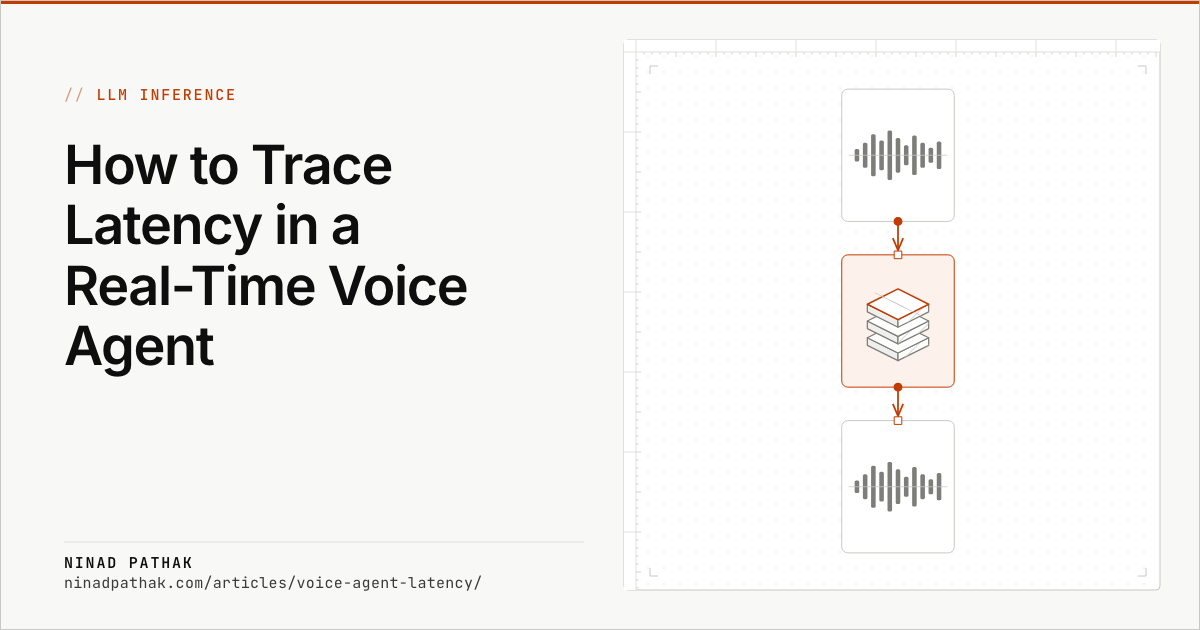 // LLM INFERENCE
How to Trace
Latency in a
Real-Time Voice
Agent
NINAD PATHAK
ninadpathak.com/articles/voice-agent-latency/